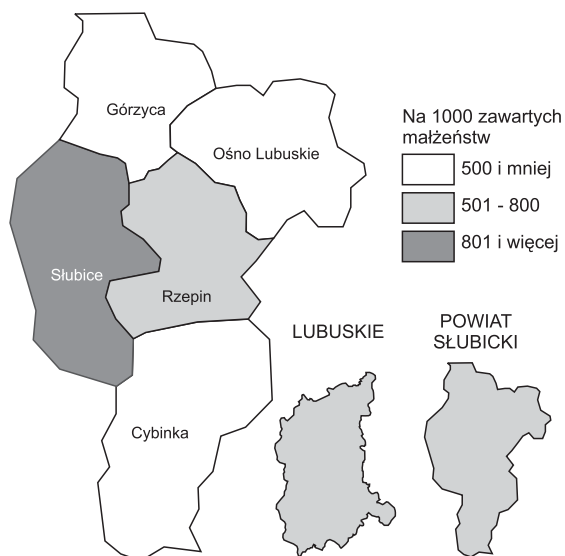 Górzyca
Ośno Lubuskie
Słubice
Rzepin
Cybinka
Na 1000 zawartych
małżeństw
500 i mniej
501 - 800
801 i więcej
LUBUSKIE
POWIAT
SŁUBICKI